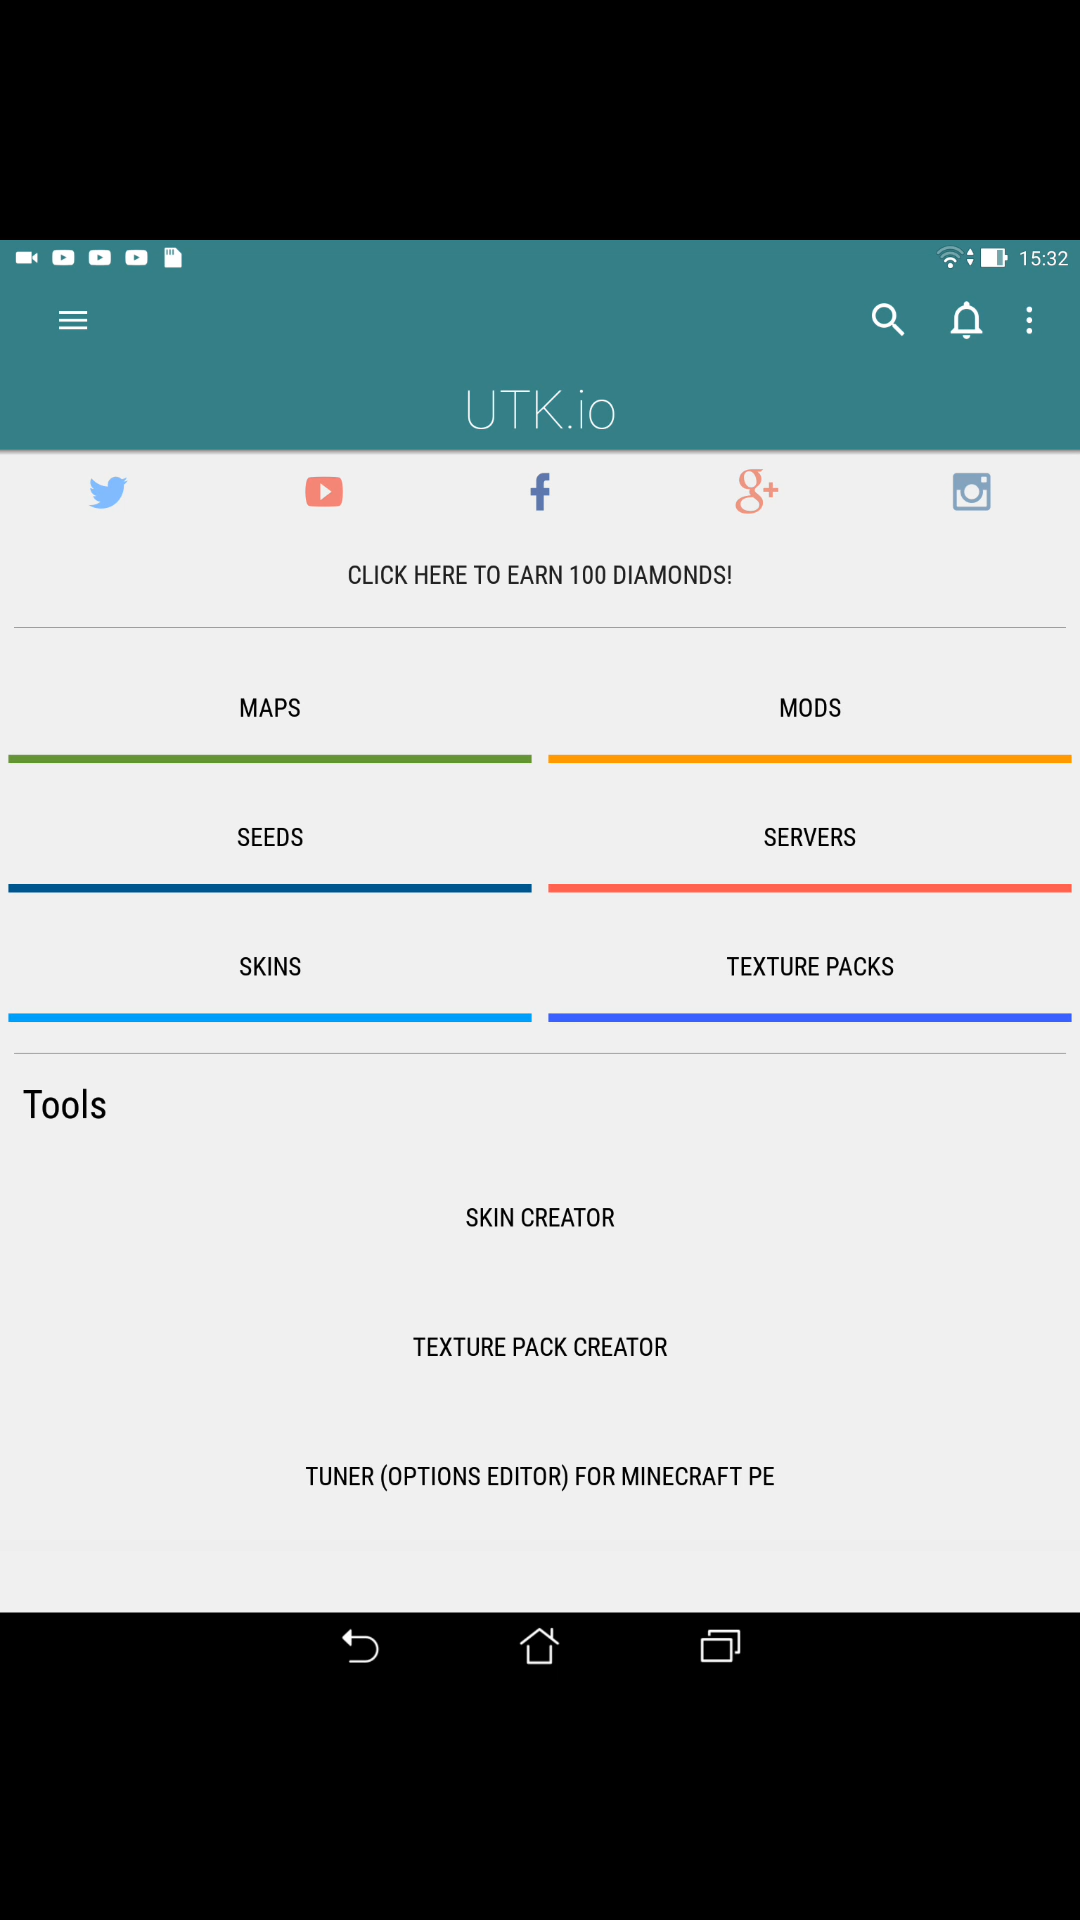 15:32
UTK.io
CLICK HERE TO EARN 100 DIAMONDS!
MAPS
MODS
SEEDS
SERVERS
SKINS
TEXTURE PACKS
Tools
SKIN CREATOR
TEXTURE PACK CREATOR
TUNER (OPTIONS EDITOR) FOR MINECRAFT PE